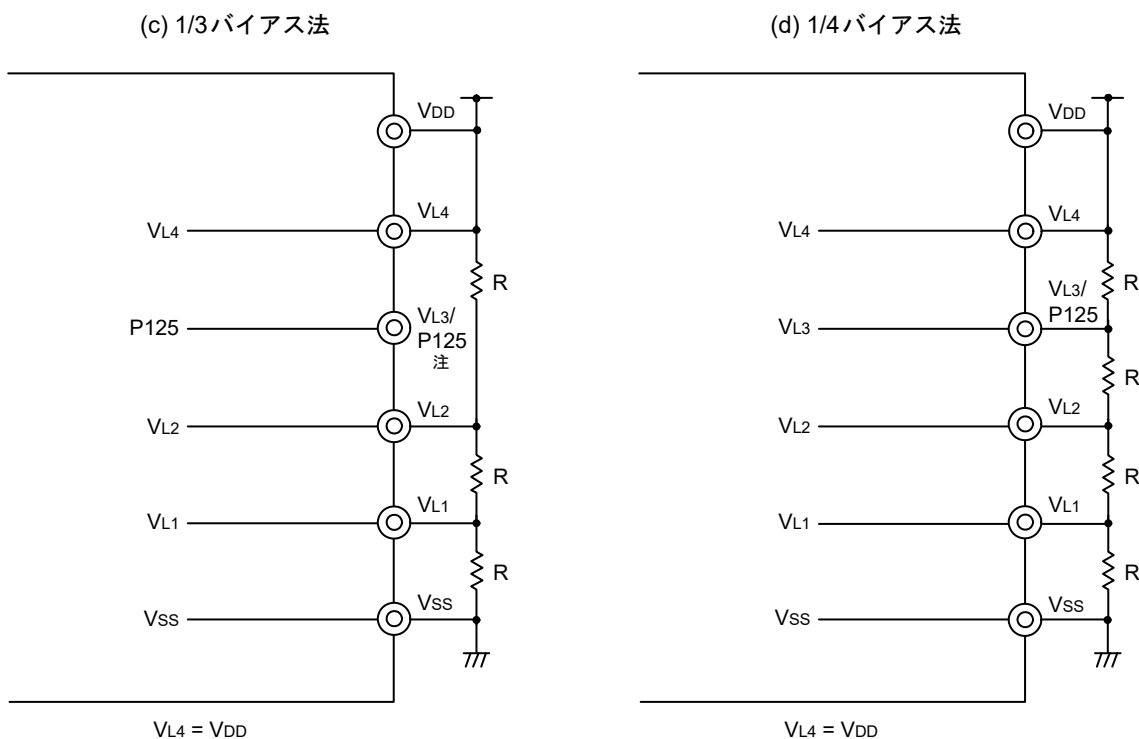 (c) 1/3バイアス法
VDD
VL4
VL4
R
P125
VL3/
P125
注
VL2
VL2
R
VL1
VL1
R
VSS
VSS
VL4 = VDD
(d) 1/4バイアス法
VDD
VL4
VL4
R
VL3
VL3/
P125
R
VL2
VL2
R
VL1
VL1
R
VSS
VSS
VL4 = VDD